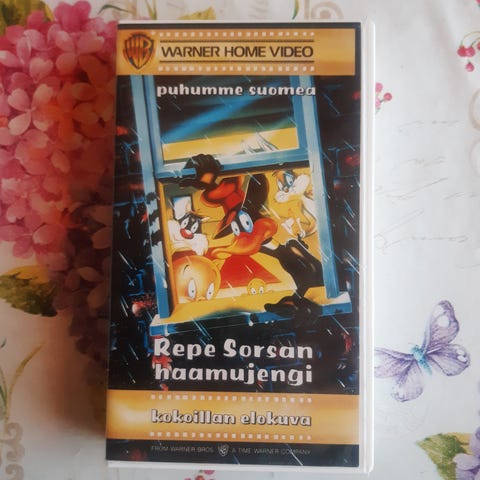 WARNER HOME VIDEO
puhumme suomea
Repe Sorsan
haamujengi
kokoillan elokuva
FROM WARNER BROS. A TIME WARNER COMPANY